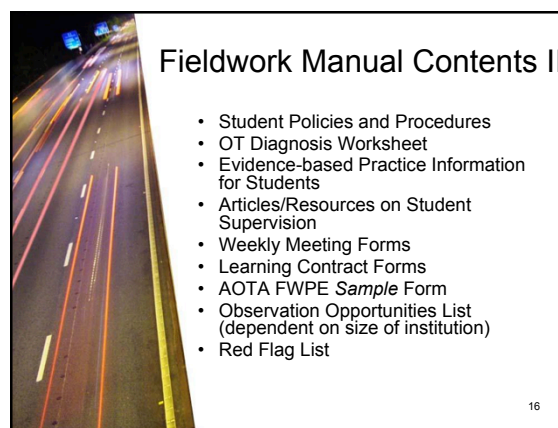 Fieldwork Manual Contents II
• Student Policies and Procedures
• OT Diagnosis Worksheet
• Evidence-based Practice Information
for Students
• Articles/Resources on Student
Supervision
• Weekly Meeting Forms
• Learning Contract Forms
• AOTA FWPE Sample Form
• Observation Opportunities List
(dependent on size of institution)
• Red Flag List
16